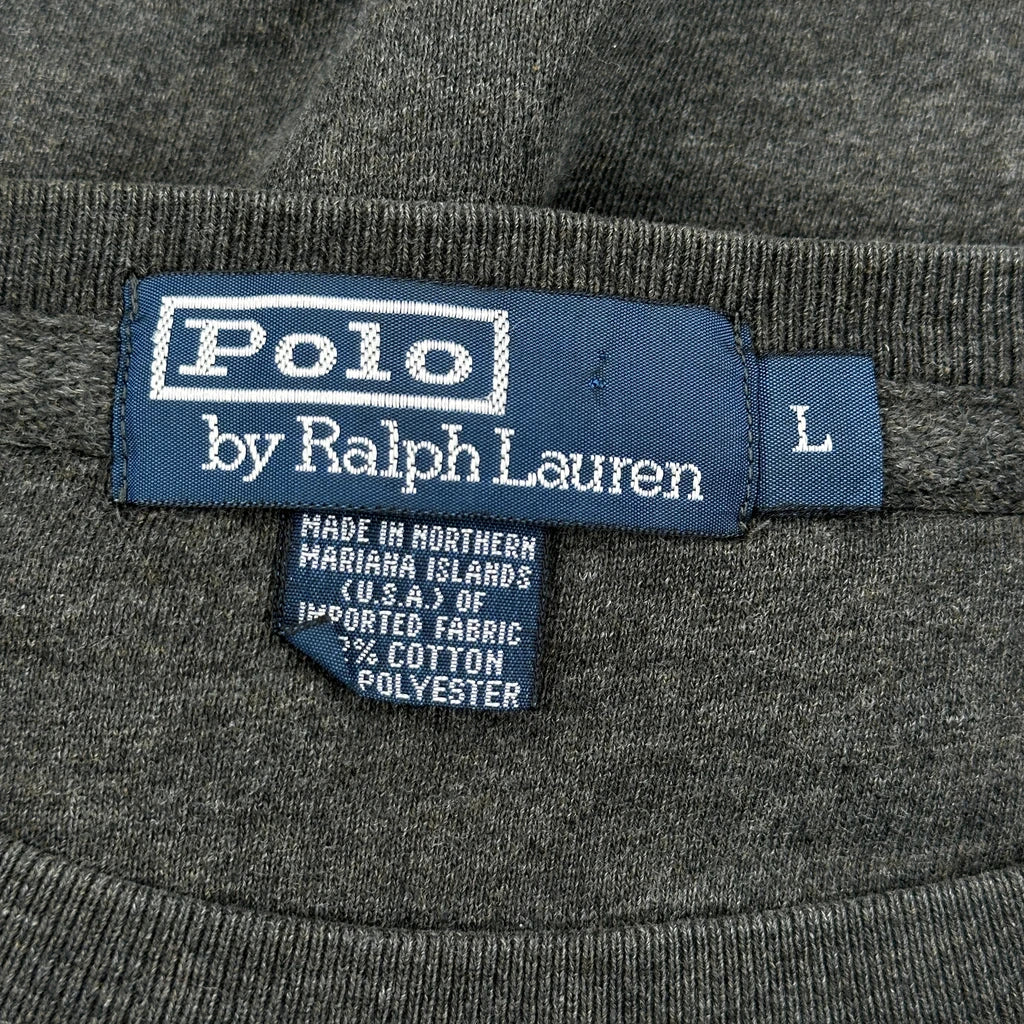 Polo
by Ralph Lauren
L
MADE IN NORTHERN
MARIANA ISLANDS
(U.S.A.) OF
IMPORTED FABRIC
% COTTON
POLYESTER